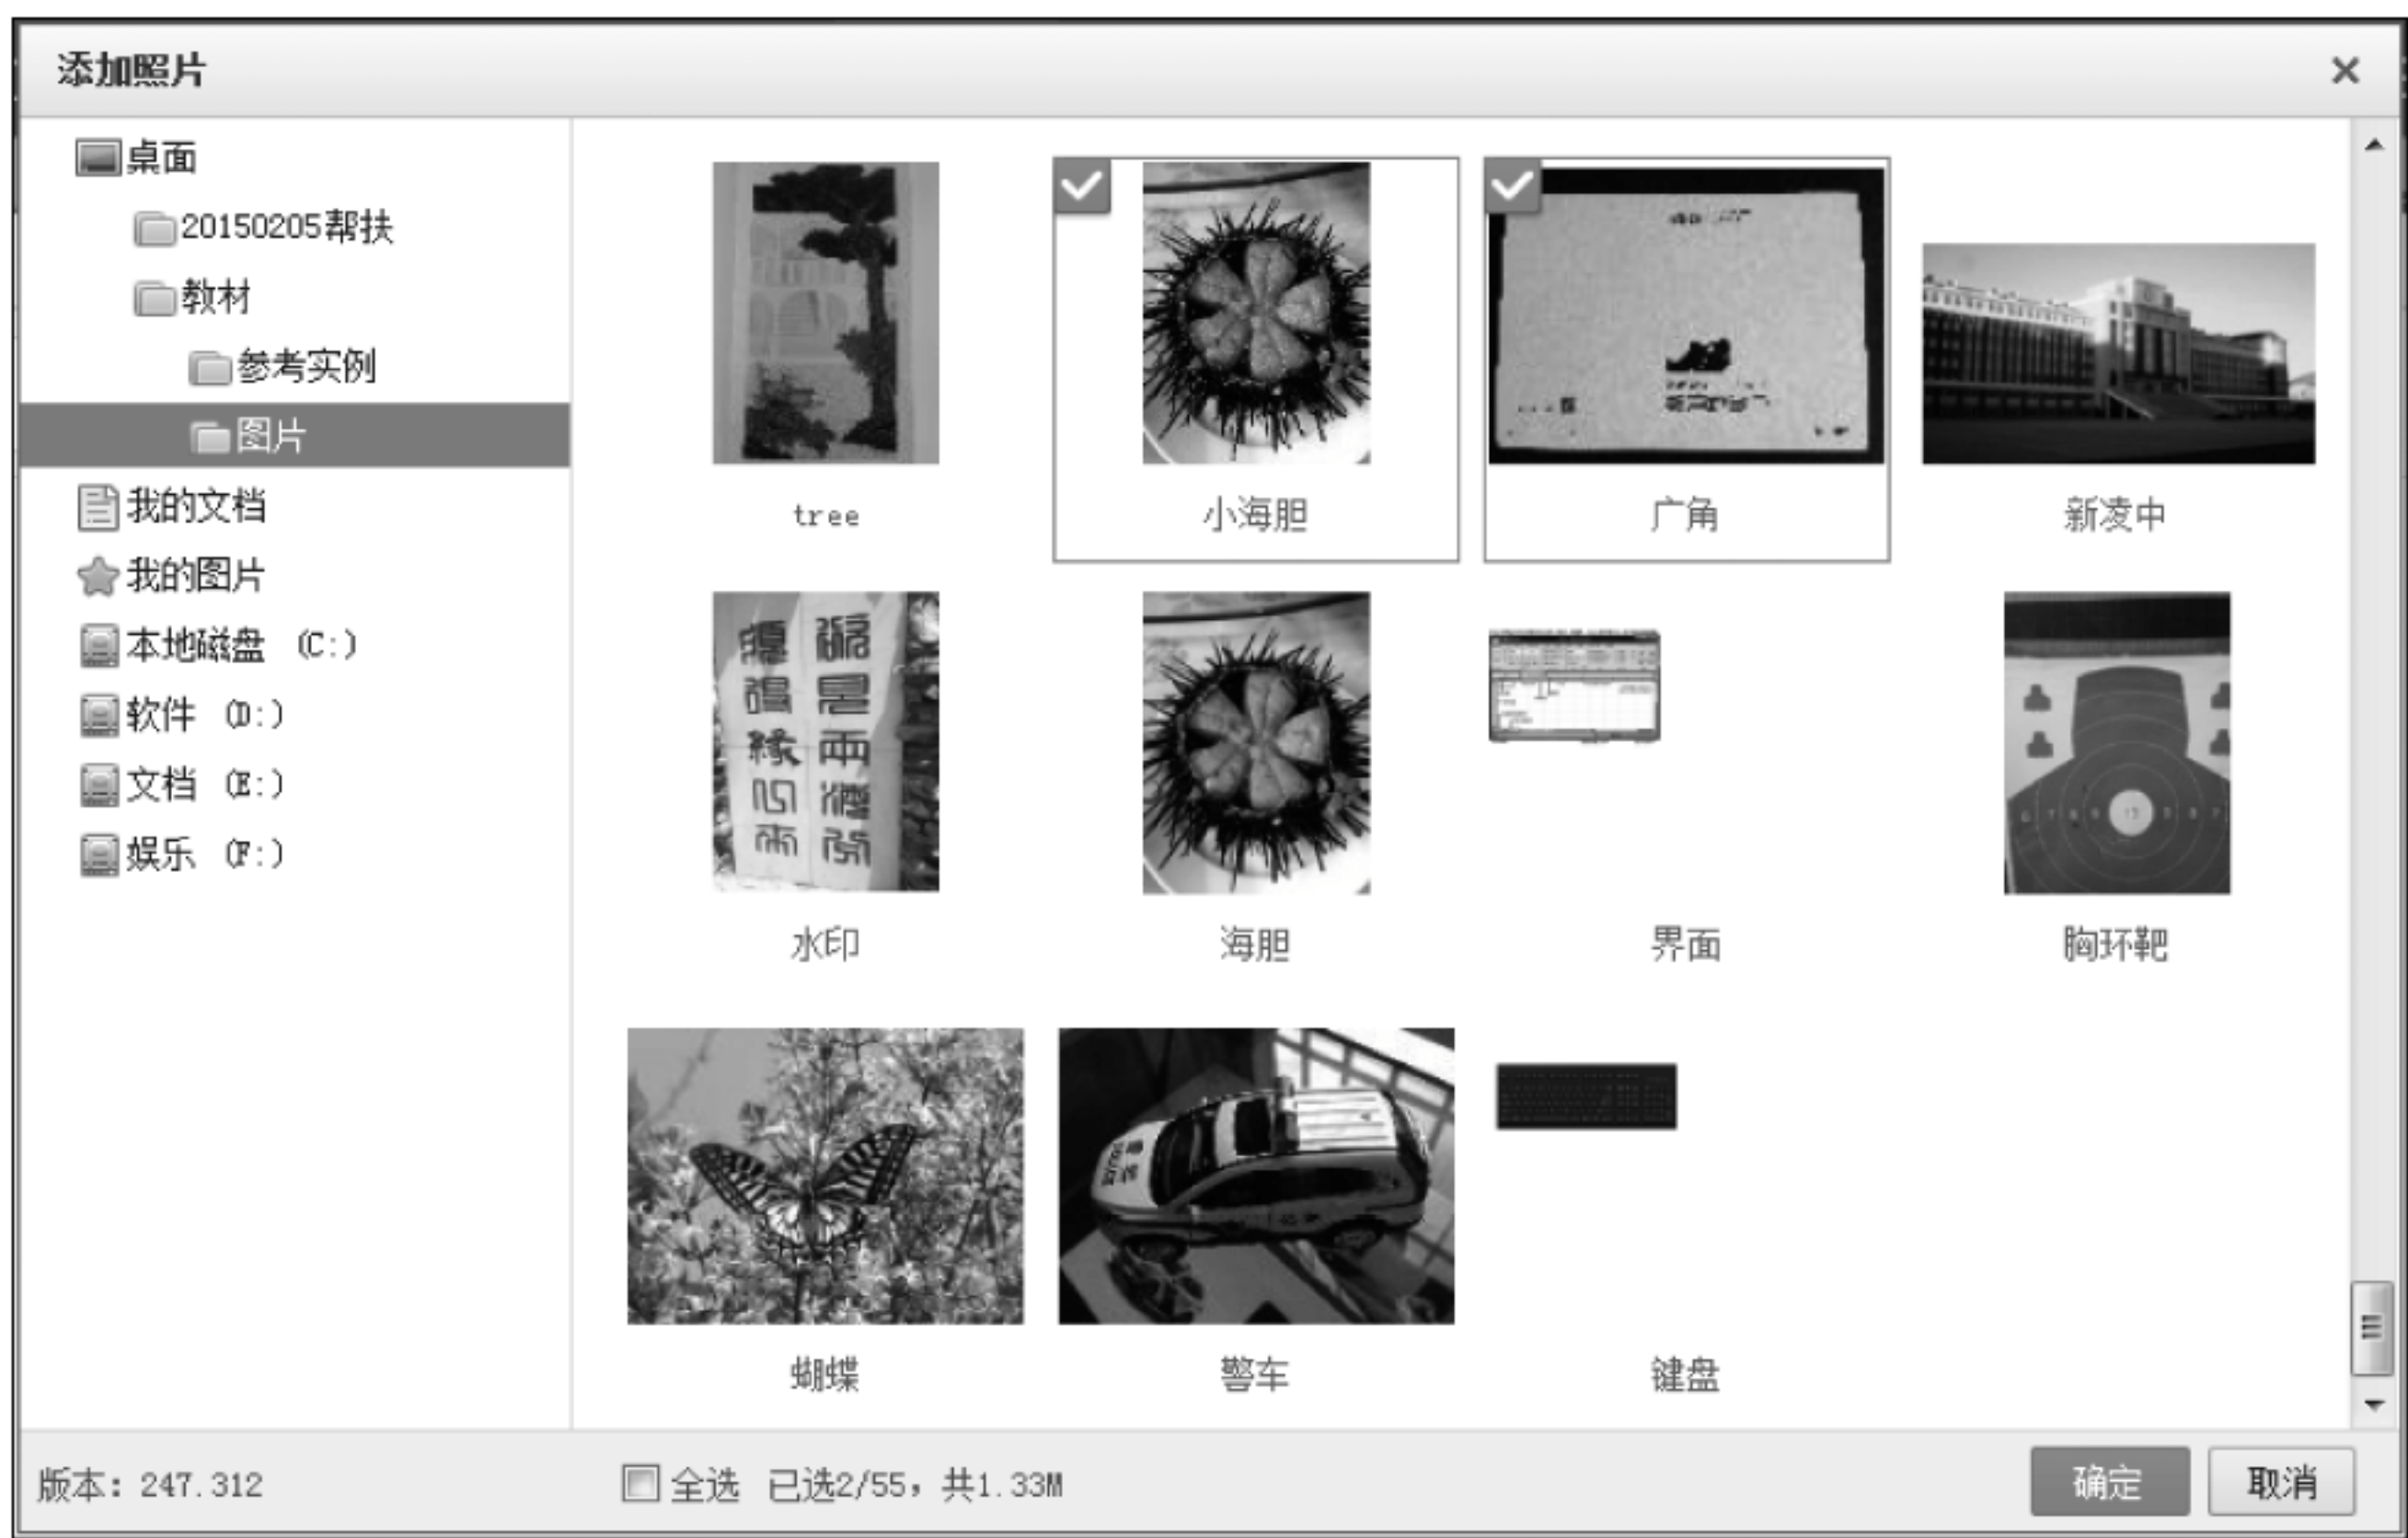 添加照片
桌面
20150205帮扶
教材
参考实例
图片
我的文档
我的图片
本地磁盘 (C:)
软件 (D:)
文档 (E:)
娱乐 (F:)
tree
小海胆
广角
新凌中
水印
海胆
界面
胸环靶
蝴蝶
警车
键盘
版本: 247.312
全选 已选2/55，共1.33M
确定
取消